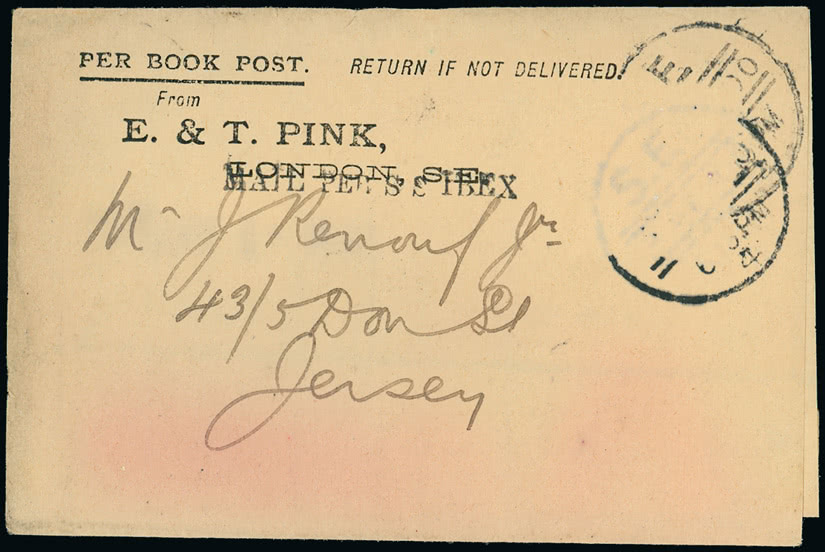 PER BOOK POST. RETURN IF NOT DELIVERED.
From
E. & T. PINK,
LONDON, S.E.
MAIL PER S S IBEX
Mr J Renouf Jr
43/5 Don St
Jersey